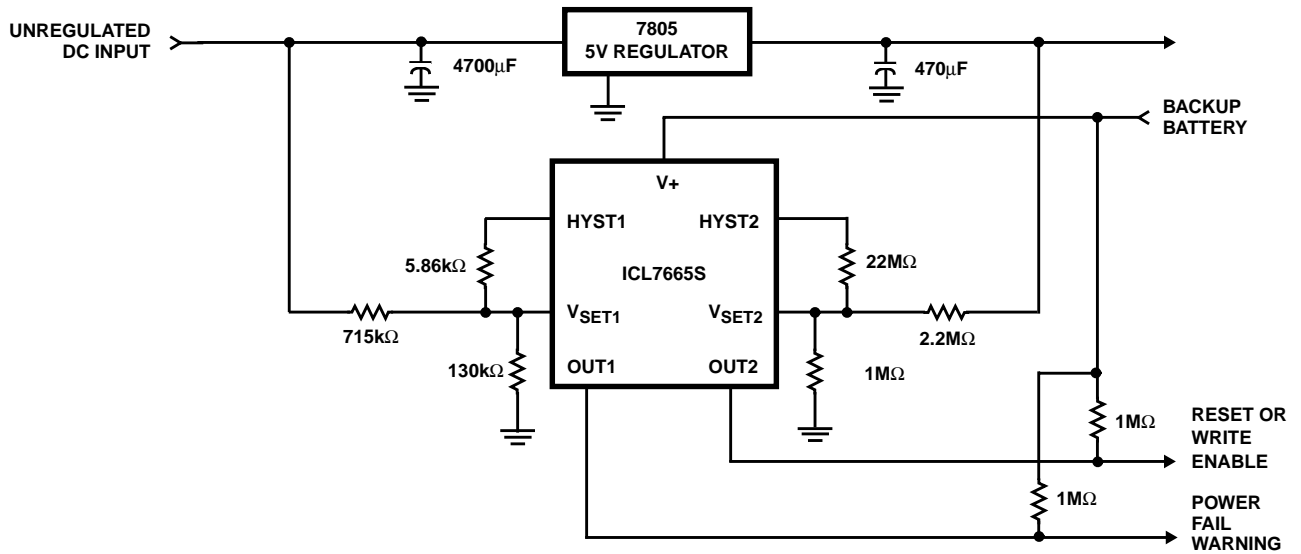 UNREGULATED
DC INPUT
4700µF
7805
5V REGULATOR
470µF
BACKUP
BATTERY
V+
HYST1
HYST2
5.86kΩ
ICL7665S
22MΩ
VSET1
VSET2
715kΩ
2.2MΩ
130kΩ
OUT1
OUT2
1MΩ
1MΩ
RESET OR
WRITE
ENABLE
1MΩ
POWER
FAIL
WARNING